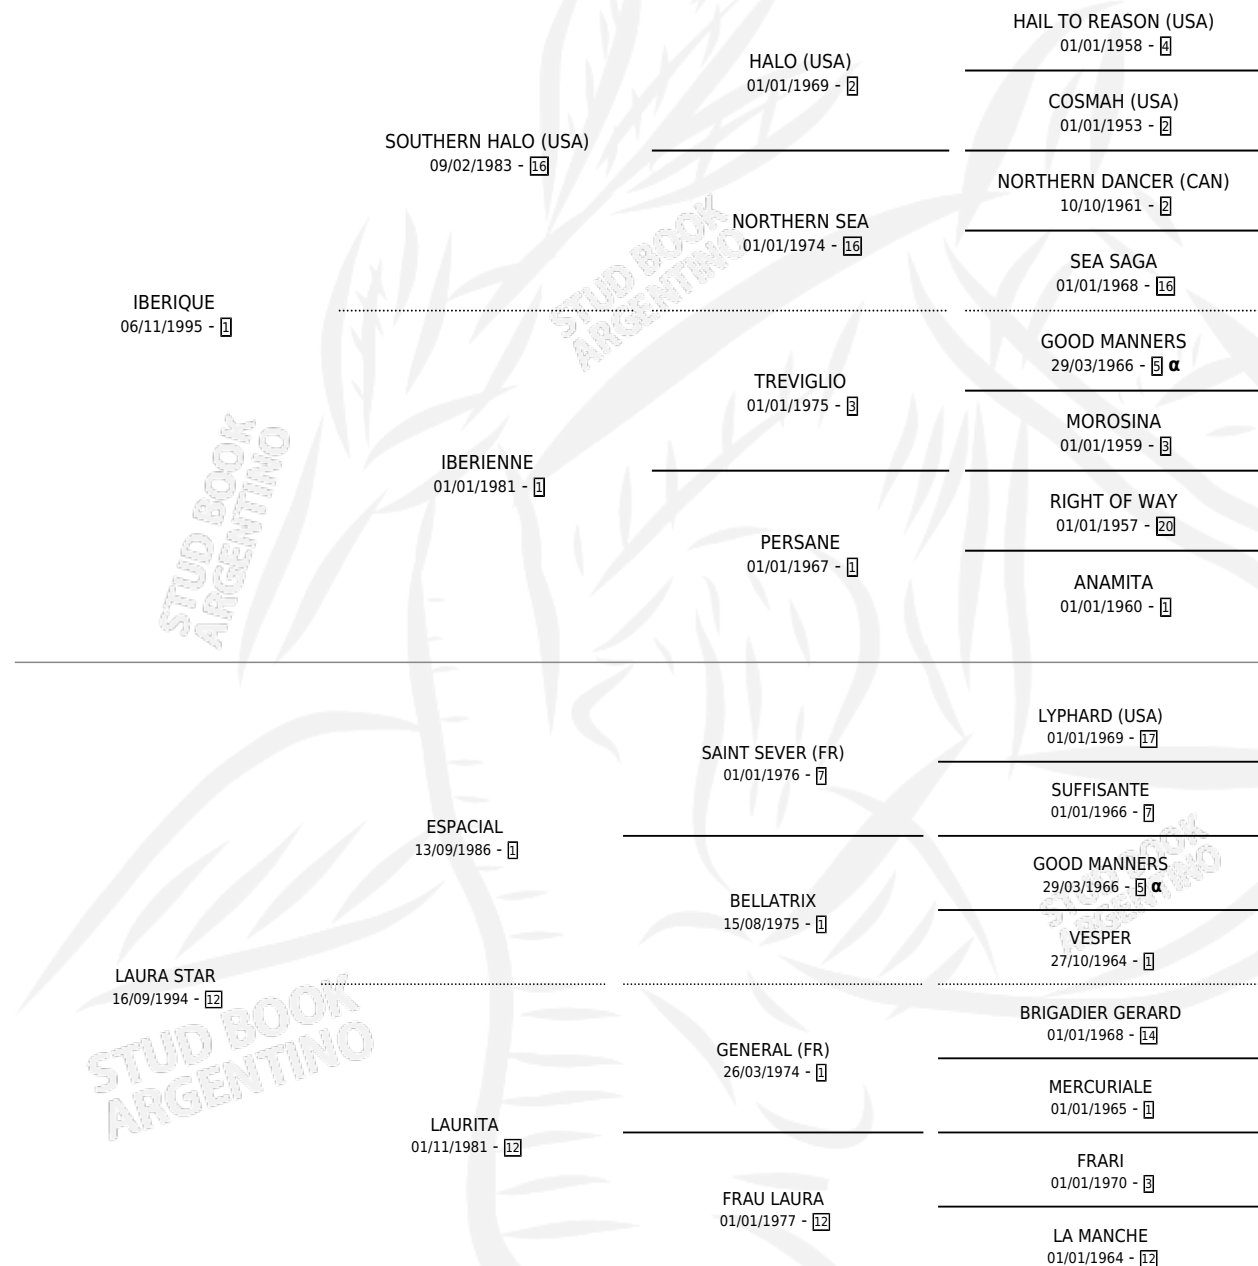 HAIL TO REASON (USA)
01/01/1958 - 4
HALO (USA)
01/01/1969 - 2
COSMAH (USA)
01/01/1953 - 2
SOUTHERN HALO (USA)
09/02/1983 - 16
NORTHERN DANCER (CAN)
10/10/1961 - 2
NORTHERN SEA
01/01/1974 - 16
SEA SAGA
01/01/1968 - 16
IBERIQUE
06/11/1995 - 1
GOOD MANNERS
29/03/1966 - 5 α
TREVIGLIO
01/01/1975 - 3
MOROSINA
01/01/1959 - 3
IBERIENNE
01/01/1981 - 1
RIGHT OF WAY
01/01/1957 - 20
PERSANE
01/01/1967 - 1
ANAMITA
01/01/1960 - 1
LYPHARD (USA)
01/01/1969 - 17
SAINT SEVER (FR)
01/01/1976 - 7
SUFFISANTE
01/01/1966 - 7
ESPACIAL
13/09/1986 - 1
GOOD MANNERS
29/03/1966 - 5 α
BELLATRIX
15/08/1975 - 1
VESPER
27/10/1964 - 1
LAURA STAR
16/09/1994 - 12
BRIGADIER GERARD
01/01/1968 - 14
GENERAL (FR)
26/03/1974 - 1
MERCURIALE
01/01/1965 - 1
LAURITA
01/11/1981 - 12
FRARI
01/01/1970 - 3
FRAU LAURA
01/01/1977 - 12
LA MANCHE
01/01/1964 - 12
STUD BOOK
ARGENTINO
STUD BOOK
ARGENTINO
STUD BOOK
ARGENTINO
STUD BOOK
ARGENTINO